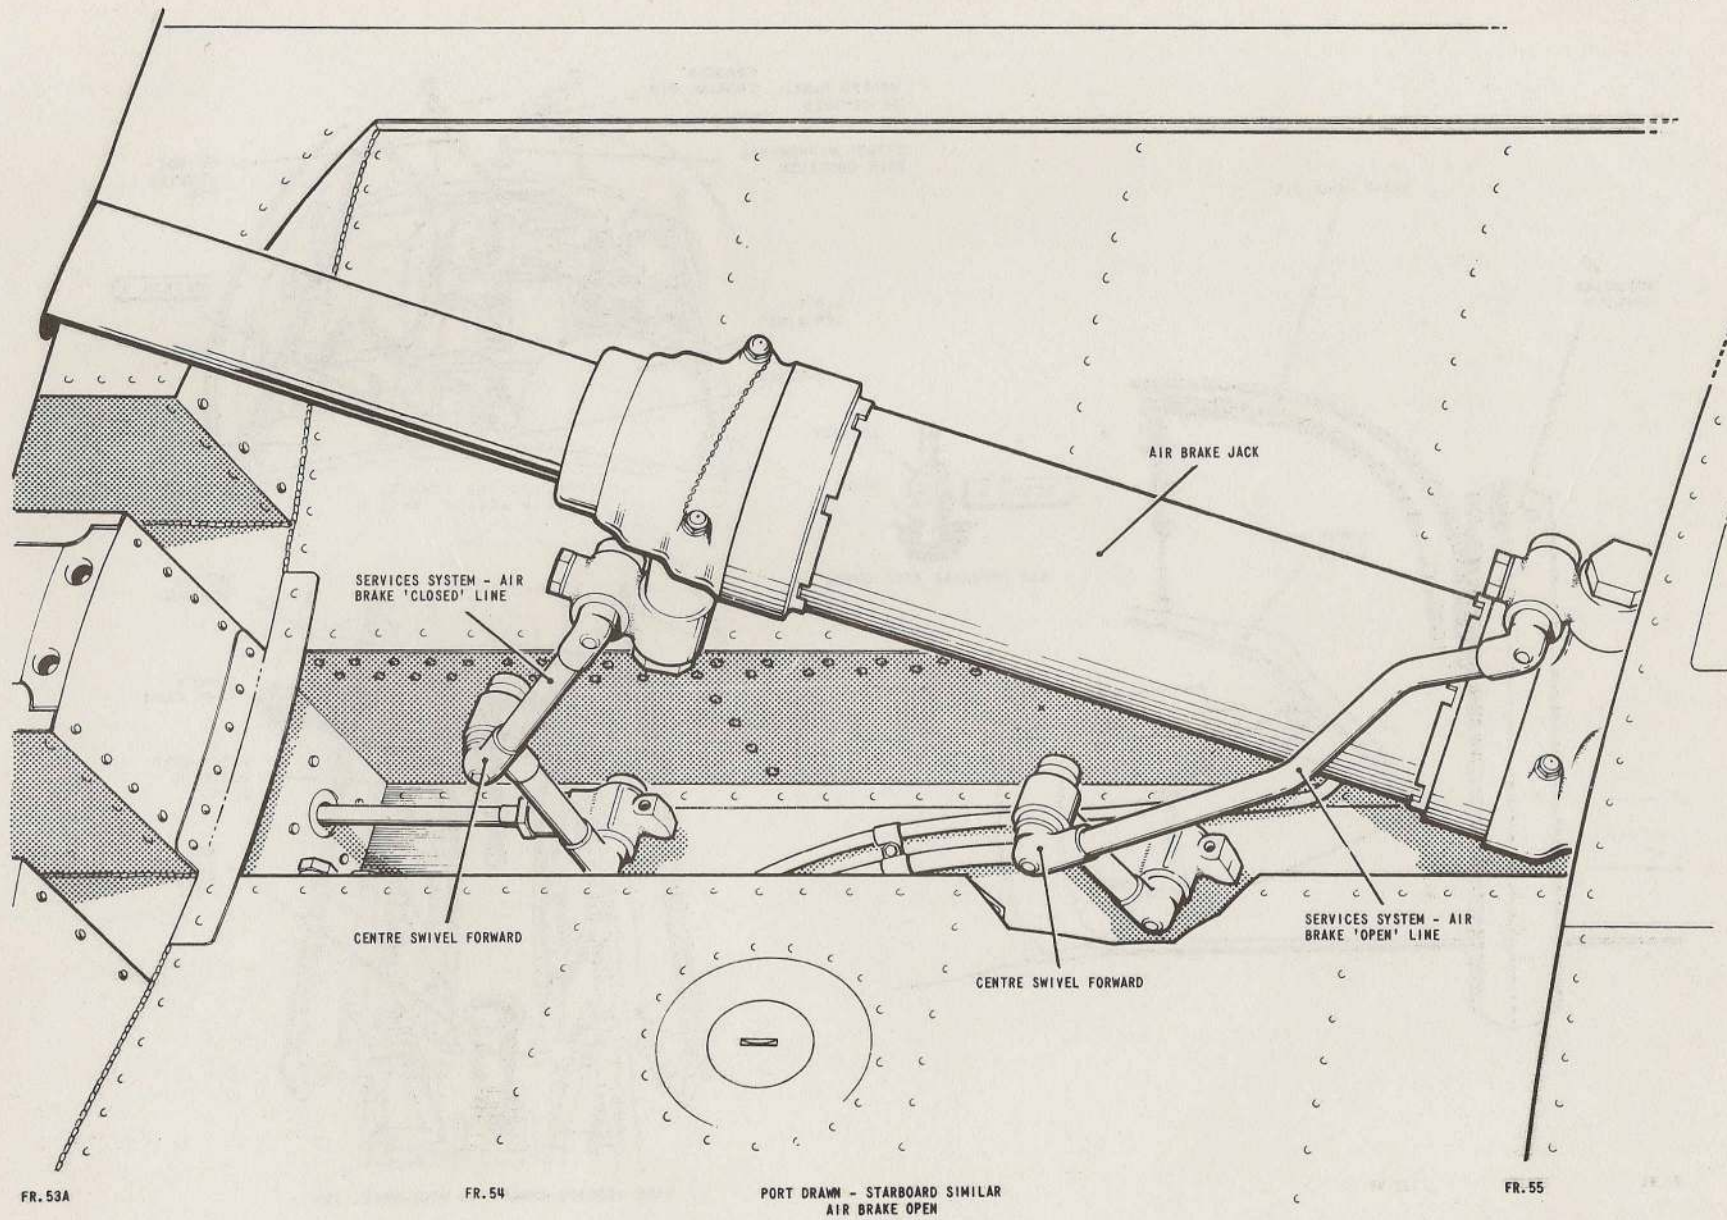 AIR BRAKE JACK
SERVICES SYSTEM - AIR
BRAKE 'CLOSED' LINE
CENTRE SWIVEL FORWARD
SERVICES SYSTEM - AIR
BRAKE 'OPEN' LINE
CENTRE SWIVEL FORWARD
FR.53A
FR.54
PORT DRAWN - STARBOARD SIMILAR
AIR BRAKE OPEN
FR.55